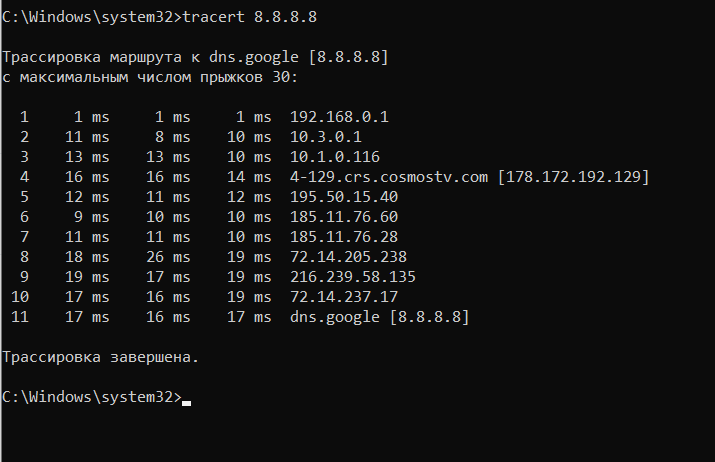 C:\Windows\system32>tracert 8.8.8.8
Трассировка маршрута к dns.google [8.8.8.8]
с максимальным числом прыжков 30:
1 1 ms 1 ms 1 ms 192.168.0.1
2 11 ms 8 ms 10 ms 10.3.0.1
3 13 ms 13 ms 10 ms 10.1.0.116
4 16 ms 16 ms 14 ms 4-129.crs.cosmostv.com [178.172.192.129]
5 12 ms 11 ms 12 ms 195.50.15.40
6 9 ms 10 ms 10 ms 185.11.76.60
7 11 ms 11 ms 10 ms 185.11.76.28
8 18 ms 26 ms 19 ms 72.14.205.238
9 19 ms 17 ms 19 ms 216.239.58.135
10 17 ms 16 ms 19 ms 72.14.237.17
11 17 ms 16 ms 17 ms dns.google [8.8.8.8]
Трассировка завершена.
C:\Windows\system32>